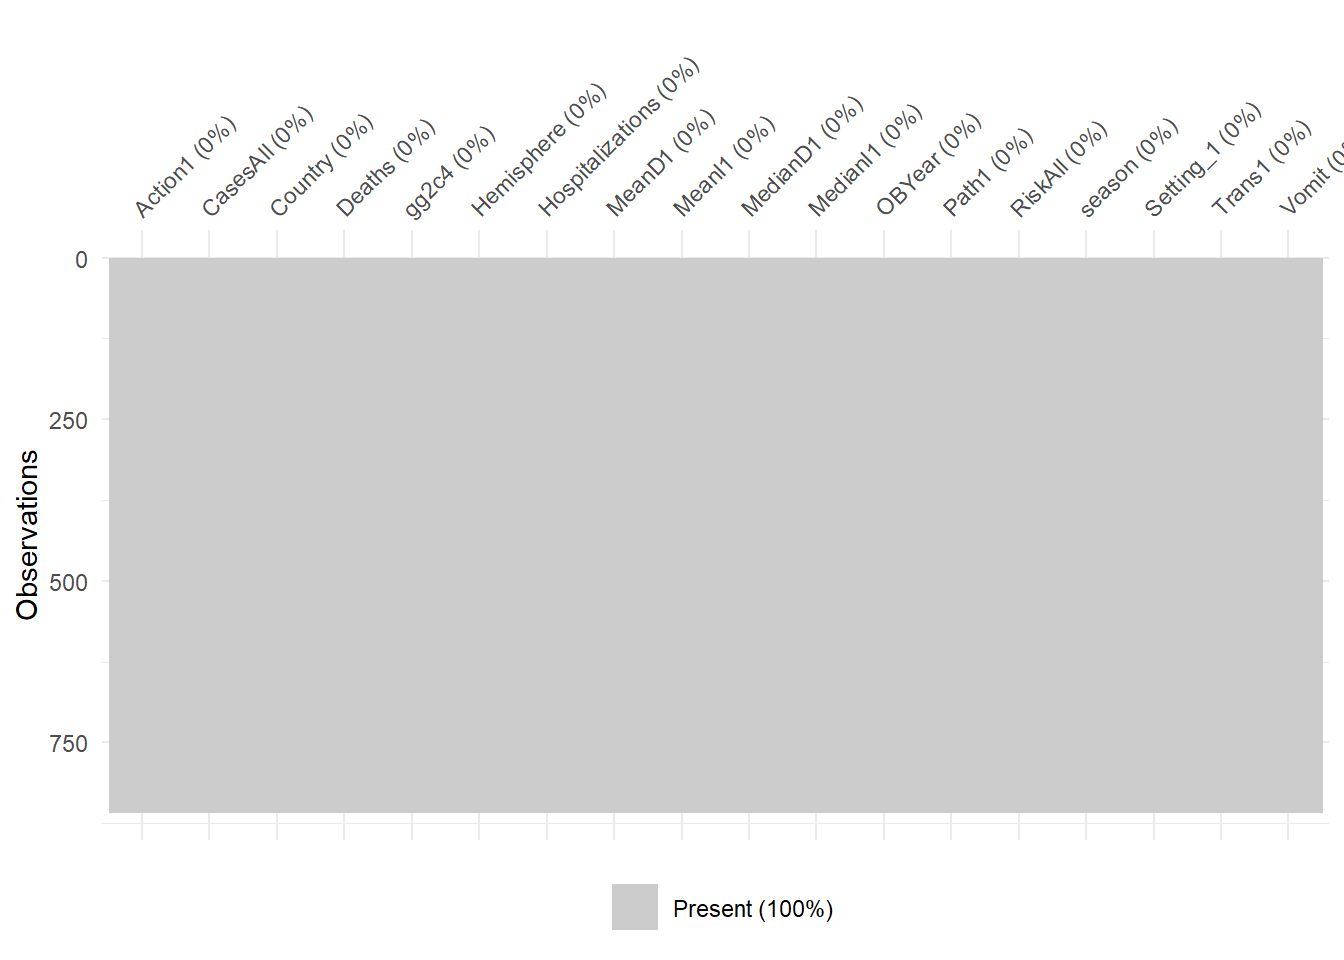 Action1 (0%)
CasesAll (0%)
Country (0%)
Deaths (0%)
gg2c4 (0%)
Hemisphere (0%)
Hospitalizations (0%)
MeanD1 (0%)
MeanI1 (0%)
MedianD1 (0%)
MedianI1 (0%)
OBYear (0%)
Path1 (0%)
RiskAll (0%)
season (0%)
Setting_1 (0%)
Trans1 (0%)
Vomit (0%
0
250
500
750
Observations
Present (100%)